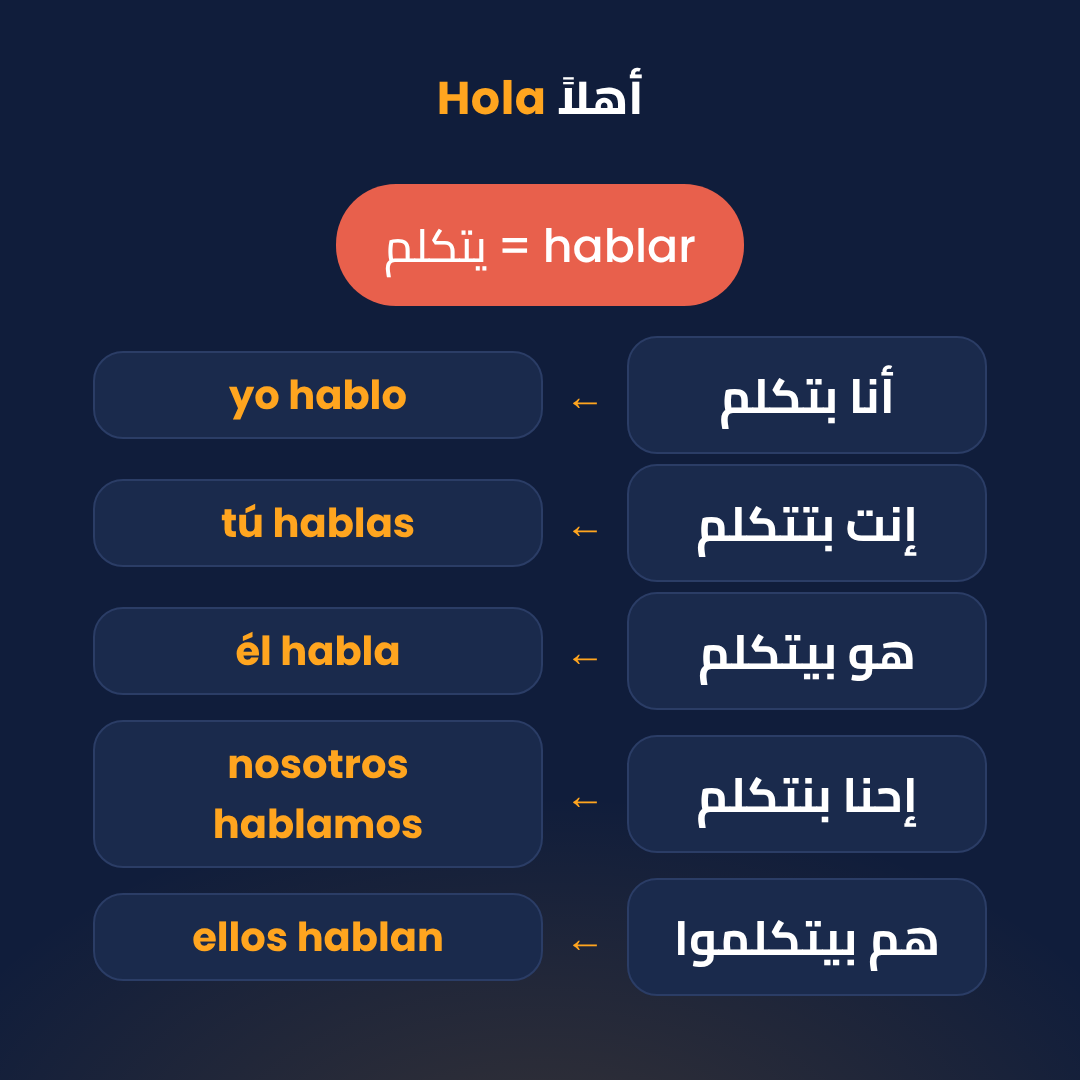 أهلاً Hola
hablar = يتكلم
أنا بتكلم ← yo hablo
إنت بتتكلم ← tú hablas
هو بيتكلم ← él habla
إحنا بنتكلم ← nosotros
hablamos
هم بيتكلموا ← ellos hablan